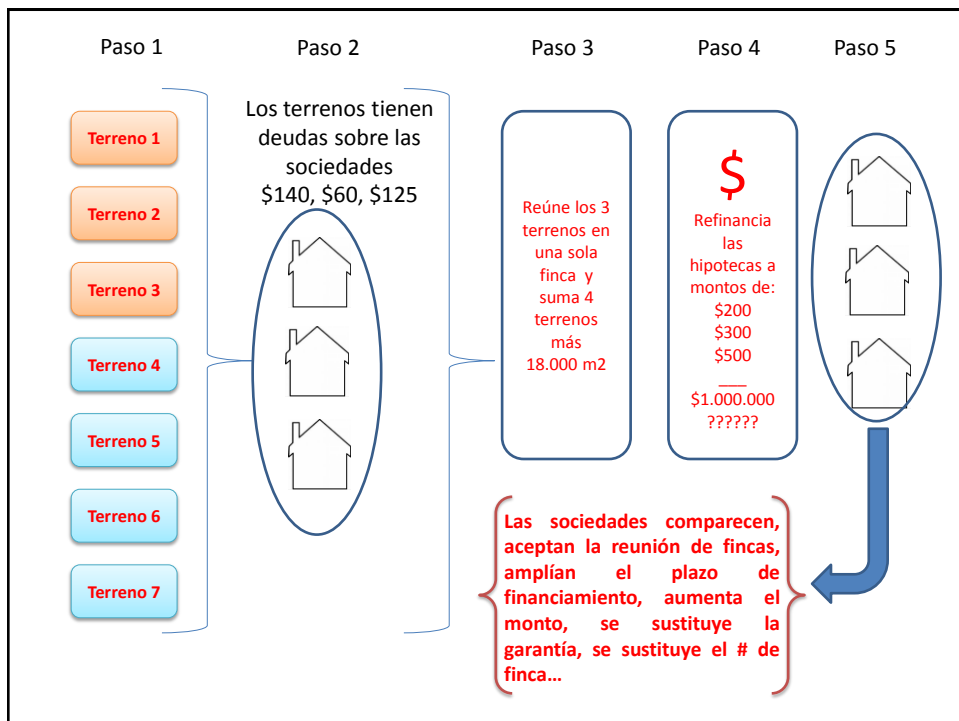 Paso 1
Paso 2
Paso 3
Paso 4
Paso 5
Terreno 1
Terreno 2
Terreno 3
Terreno 4
Terreno 5
Terreno 6
Terreno 7
Los terrenos tienen
deudas sobre las
sociedades
$140, $60, $125
Reúne los 3
terrenos en
una sola
finca y
suma 4
terrenos
más
18.000 m2
$
Refinancia
las
hipotecas a
montos de:
$200
$300
$500
___
$1.000.000
??????
Las sociedades comparecen,
aceptan la reunión de fincas,
amplían el plazo de
financiamiento, aumenta el
monto, se sustituye la
garantía, se sustituye el # de
finca…